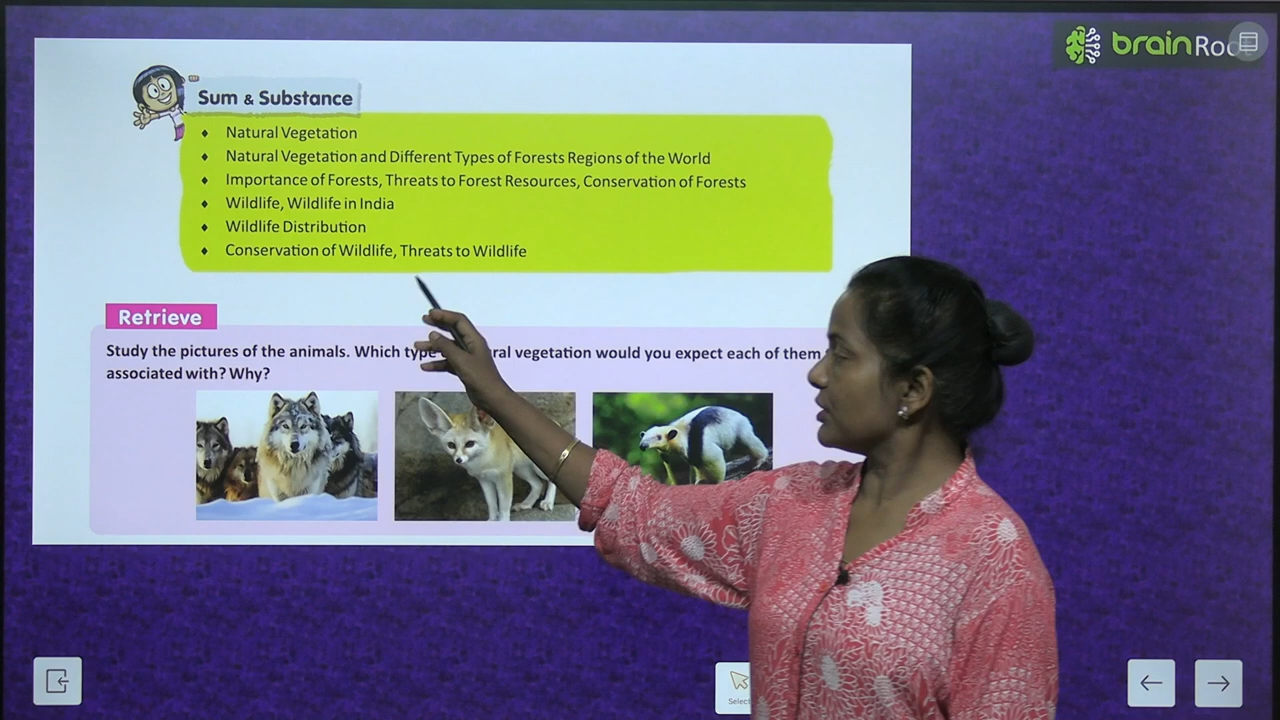 brainRoo
Sum & Substance
♦ Natural Vegetation
♦ Natural Vegetation and Different Types of Forests Regions of the World
♦ Importance of Forests, Threats to Forest Resources, Conservation of Forests
♦ Wildlife, Wildlife in India
♦ Wildlife Distribution
♦ Conservation of Wildlife, Threats to Wildlife
Retrieve
Study the pictures of the animals. Which type ral vegetation would you expect each of them
associated with? Why?
Select